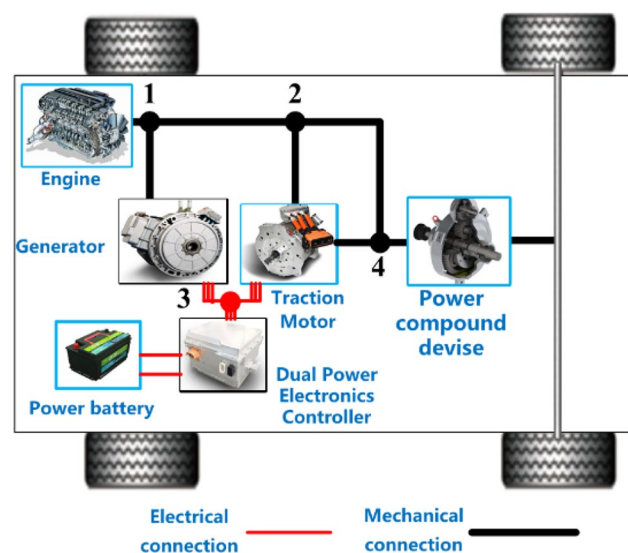 1
2
Engine
Generator
3
4
Traction
Motor
Power
compound
devise
Power battery
Dual Power
Electronics
Controller
Electrical
connection
Mechanical
connection